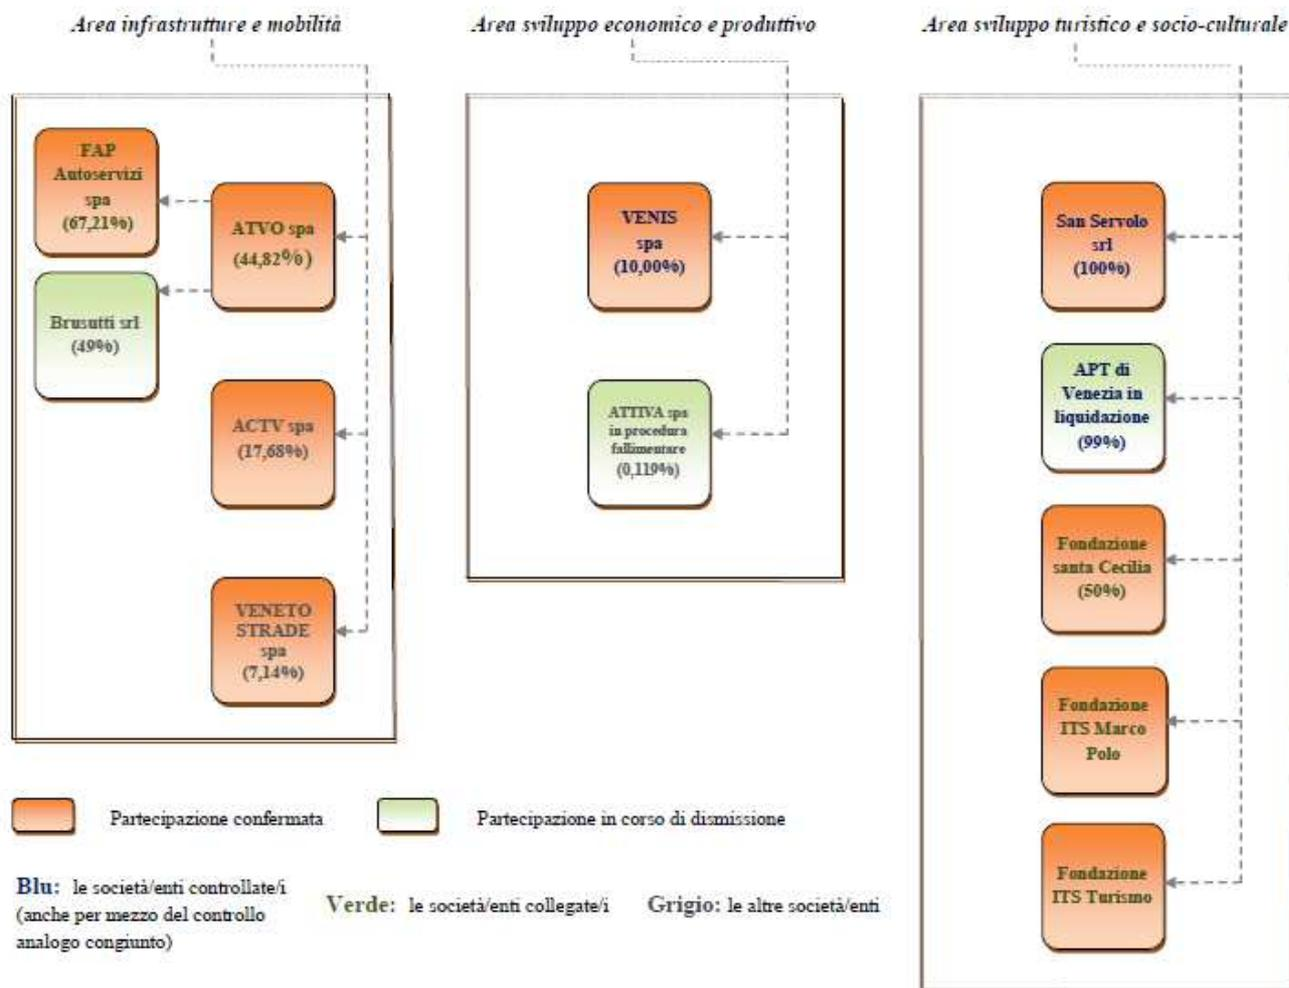 Area infrastrutture e mobilità
FAP
Autoservizi
spa
(67,21%)
ATVO spa
(44,82%)
Brusutti srl
(49%)
ACTV spa
(17,68%)
VENETO
STRADE
spa
(7,14%)
Area sviluppo economico e produttivo
VENIS
spa
(10,00%)
ATTIVA spa
in procedura
fallimentare
(0,119%)
Area sviluppo turistico e socio-culturale
San Servolo
srl
(100%)
APT di
Venezia in
liquidazione
(99%)
Fondazione
santa Cecilia
(50%)
Fondazione
ITS Marco
Polo
Fondazione
ITS Turismo
Partecipazione confermata
Partecipazione in corso di dismissione
Blu: le società/enti controllate/i
(anche per mezzo del controllo
analogo congiunto)
Verde: le società/enti collegate/i
Grigio: le altre società/enti